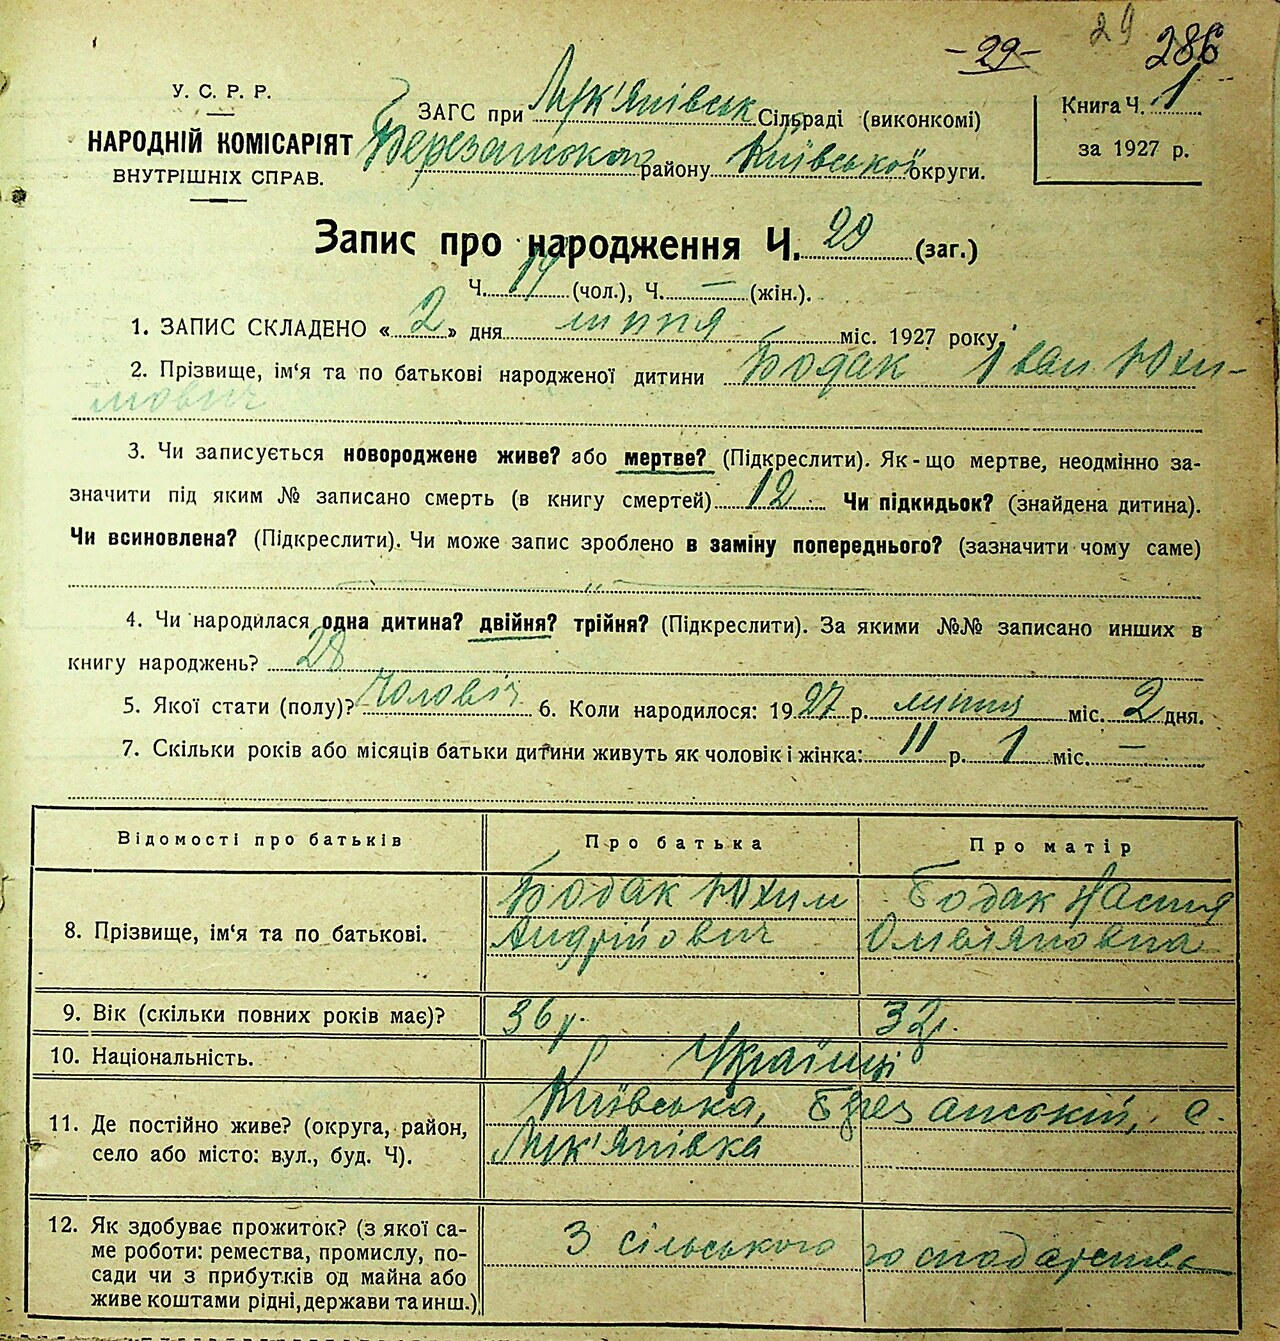 -29- 29 286
У. С. Р. Р.
НАРОДНІЙ КОМІСАРІЯТ
ВНУТРІШНІХ СПРАВ.
ЗАГС при Лук'янівськ Сільраді (виконкомі)
Березанського району Київської округи.
Книга Ч. 1
за 1927 р.
Запис про народження Ч. 29 (заг.)
Ч. 14 (чол.), Ч. — (жін.).
1. ЗАПИС СКЛАДЕНО « 2 » дня липня міс. 1927 року.
2. Прізвище, ім'я та по батькові народженої дитини Бодак Іван Юхи-
мович
3. Чи записується новороджене живе? або мертве? (Підкреслити). Як-що мертве, неодмінно за-
значити під яким № записано смерть (в книгу смертей) 12 Чи підкидьок? (знайдена дитина).
Чи всиновлена? (Підкреслити). Чи може запис зроблено в заміну попереднього? (зазначити чому саме)
4. Чи народилася одна дитина? двійня? трійня? (Підкреслити). За якими №№ записано инших в
книгу народжень? 28
5. Якої стати (полу)? Чоловіч 6. Коли народилося: 1927 р. липня міс. 2 дня.
7. Скільки років або місяців батьки дитини живуть як чоловік і жінка: 11 р. 1 міс. —
Відомості про батьків Про батька Про матір
8. Прізвище, ім'я та по батькові.
Бодак Юхим
Андрійович
Бодак Настя
Омеляновна
9. Вік (скільки повних років має)? 36 р. 32 р.
10. Національність. Українці
11. Де постійно живе? (округа, район,
село або місто: вул., буд. Ч).
Київська, Березанський, с.
Лук'янівка
12. Як здобуває прожиток? (з якої са-
ме роботи: ремества, промислу, по-
сади чи з прибутків од майна або
живе коштами рідні, держави та инш.)
З сільського господарства